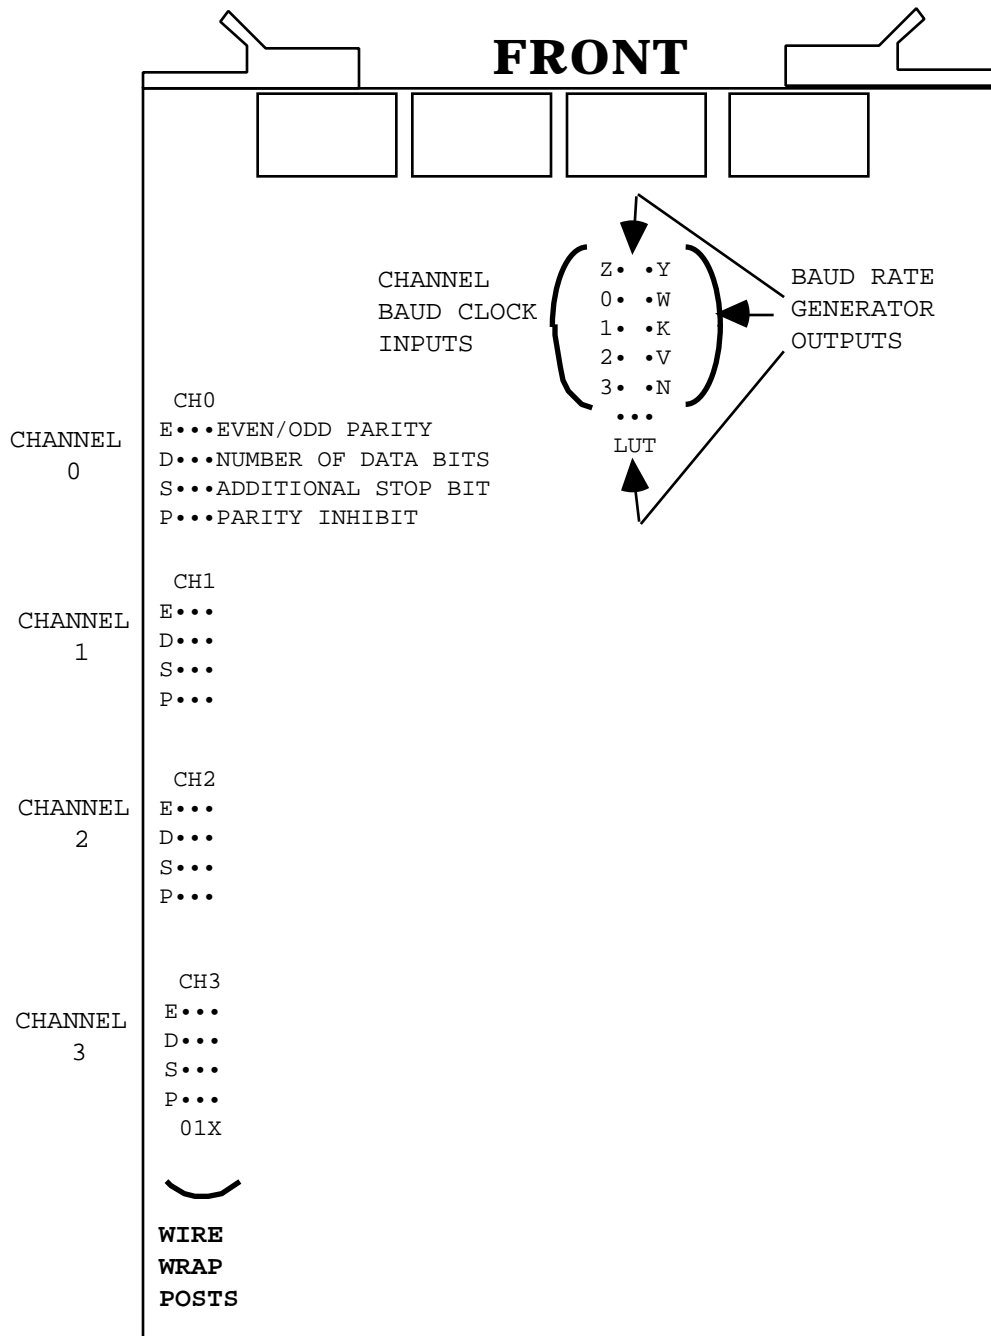 FRONT
CHANNEL
BAUD CLOCK
INPUTS
Z• •Y
0• •W
1• •K
2• •V
3• •N
•••
LUT
BAUD RATE
GENERATOR
OUTPUTS
CHANNEL
0
CH0
E•••EVEN/ODD PARITY
D•••NUMBER OF DATA BITS
S•••ADDITIONAL STOP BIT
P•••PARITY INHIBIT
CHANNEL
1
CH1
E•••
D•••
S•••
P•••
CHANNEL
2
CH2
E•••
D•••
S•••
P•••
CHANNEL
3
CH3
E•••
D•••
S•••
P•••
01X
WIRE
WRAP
POSTS